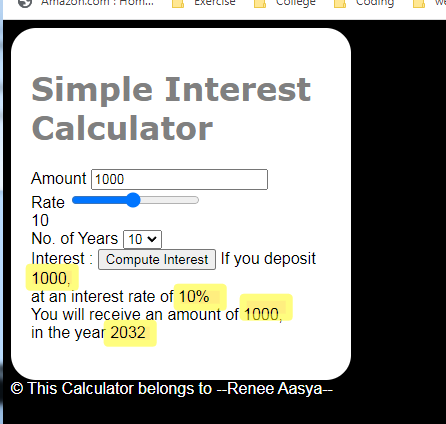 Amazon.com : Hom...  Exercise  College  Coding
Simple Interest
Calculator
Amount 1000
Rate
10
No. of Years 10
Interest : Compute Interest If you deposit
1000,
at an interest rate of 10%
You will receive an amount of 1000,
in the year 2032
© This Calculator belongs to --Renee Aasya--